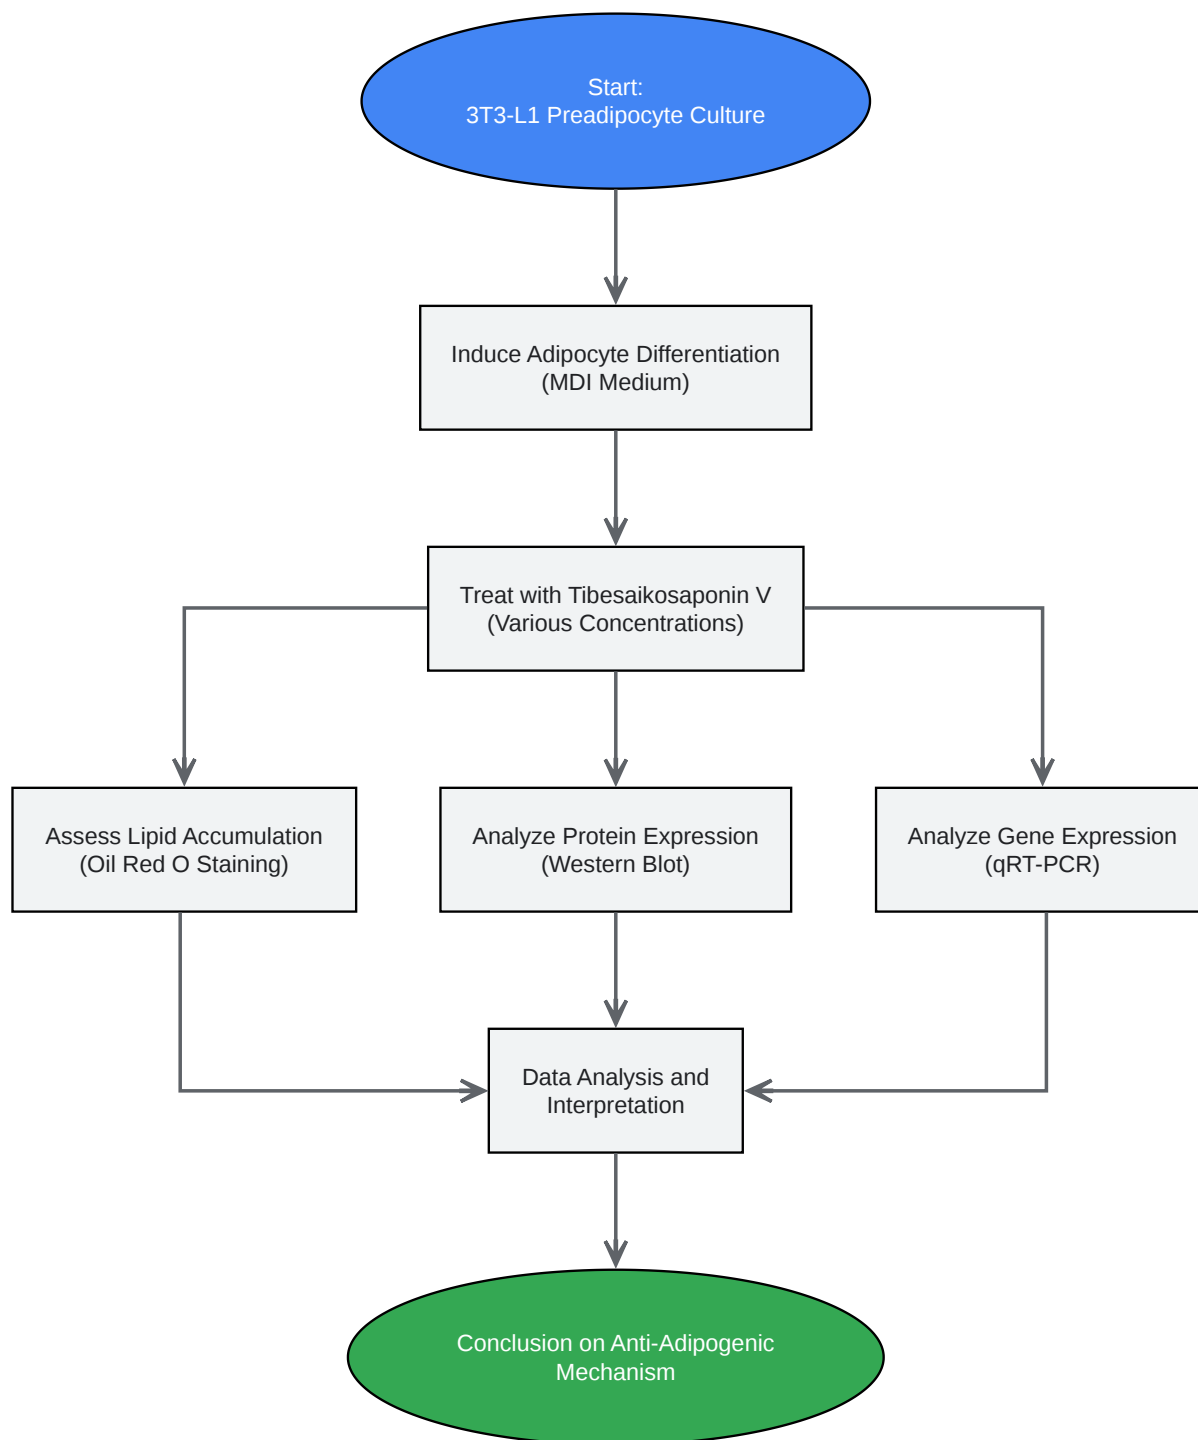 Start:
3T3-L1 Preadipocyte Culture
Induce Adipocyte Differentiation
(MDI Medium)
Treat with Tibesaikosaponin V
(Various Concentrations)
Assess Lipid Accumulation
(Oil Red O Staining)
Analyze Protein Expression
(Western Blot)
Analyze Gene Expression
(qRT-PCR)
Data Analysis and
Interpretation
Conclusion on Anti-Adipogenic
Mechanism